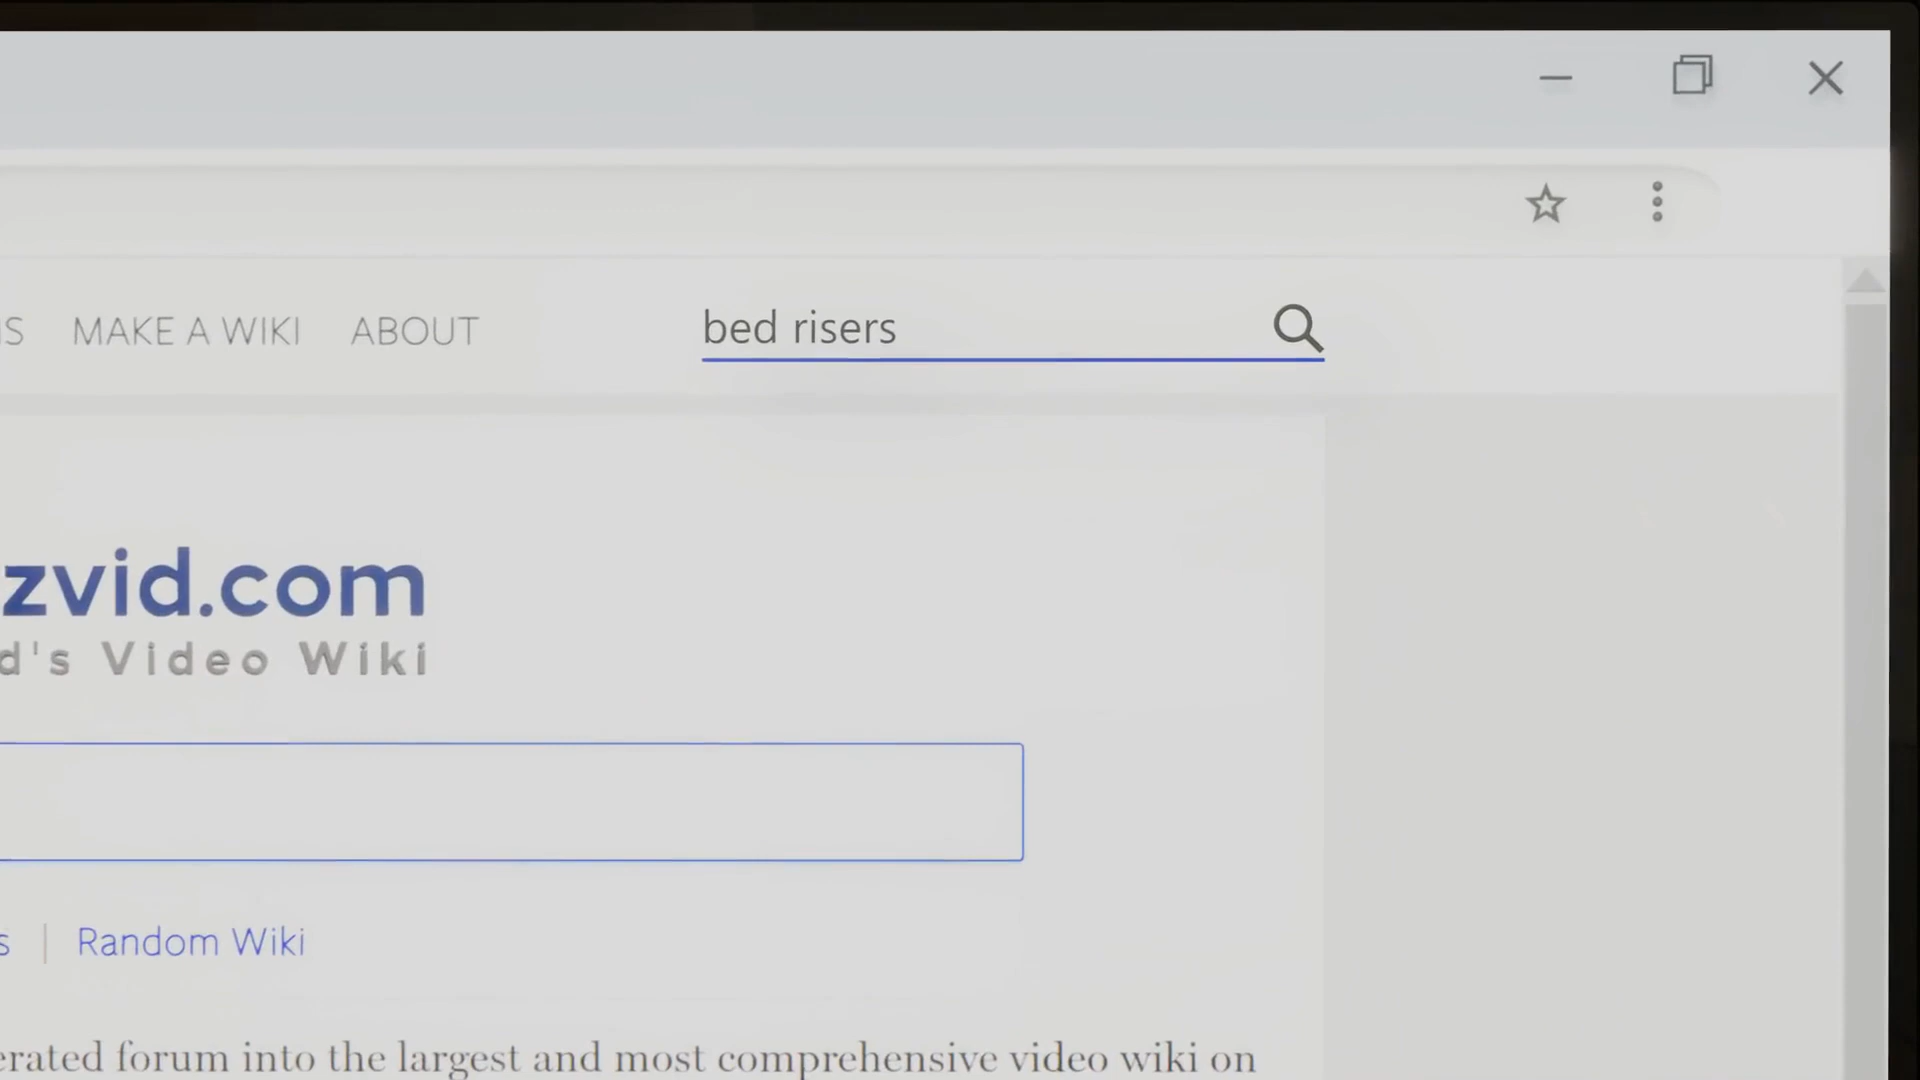 S MAKE A WIKI ABOUT bed risers
zvid.com
d's Video Wiki
s | Random Wiki
erated forum into the largest and most comprehensive video wiki on